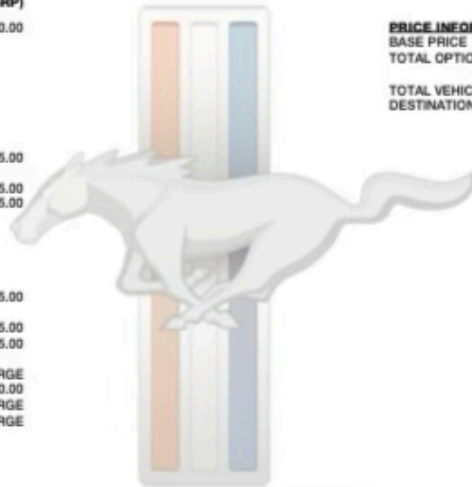 RP)
0.00
5.00
5.00
5.00
5.00
5.00
5.00
RGE
0.00
RGE
RGE
PRICE INFOR
BASE PRICE
TOTAL OPTIO
TOTAL VEHIC
DESTINATION